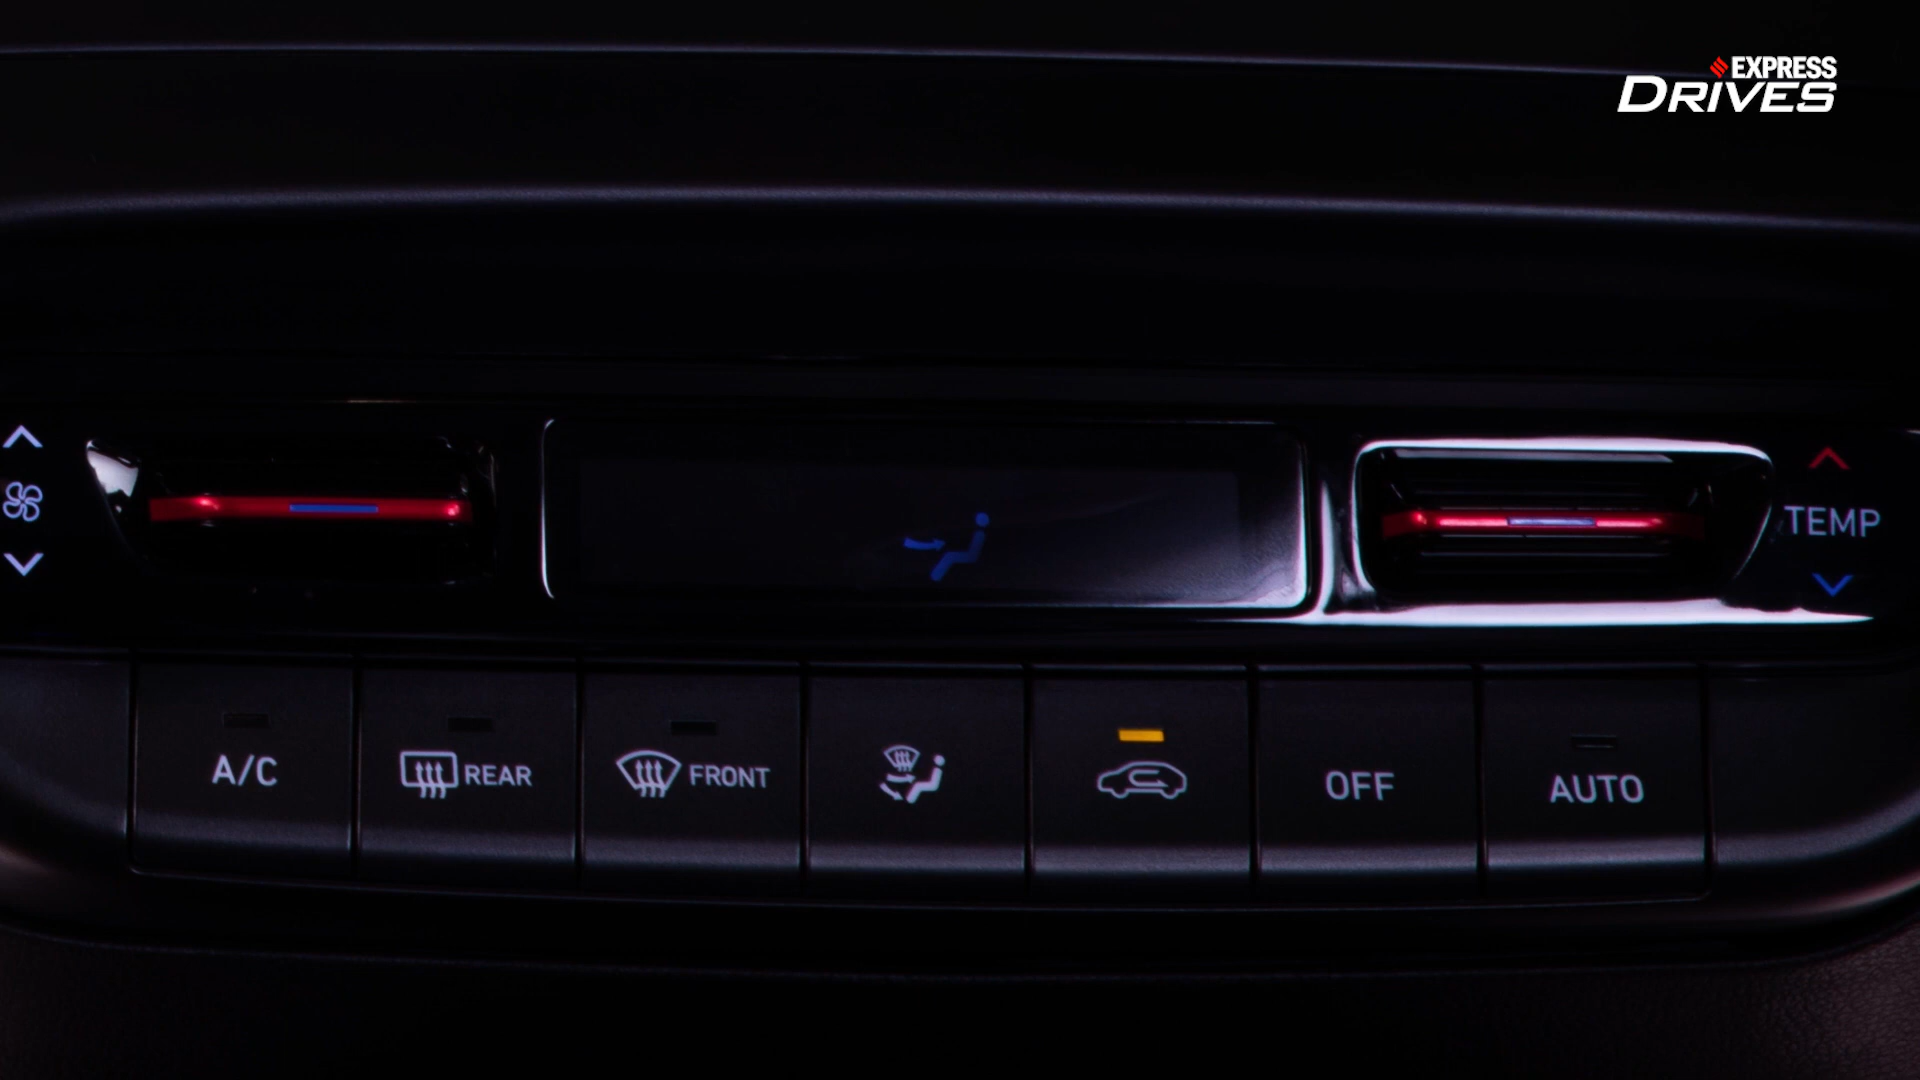 EXPRESS
DRIVES
TEMP
A/C
REAR
FRONT
OFF
AUTO